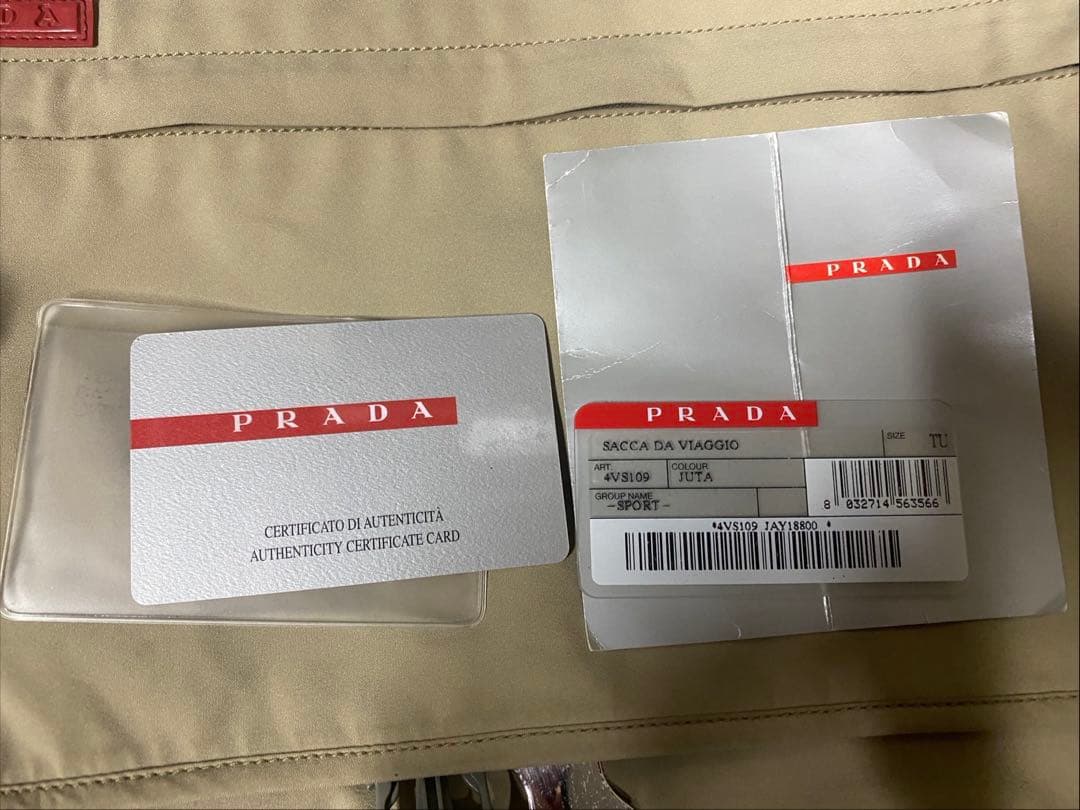 DA
PRADA
CERTIFICATO DI AUTENTICITÀ
AUTHENTICITY CERTIFICATE CARD
PRADA
PRADA
SACCA DA VIAGGIO
SIZE
TU
ART.
4VS109
COLOUR
JUTA
GROUP NAME
-SPORT-
8 032714 563566
*4VS109 JAY18800 *